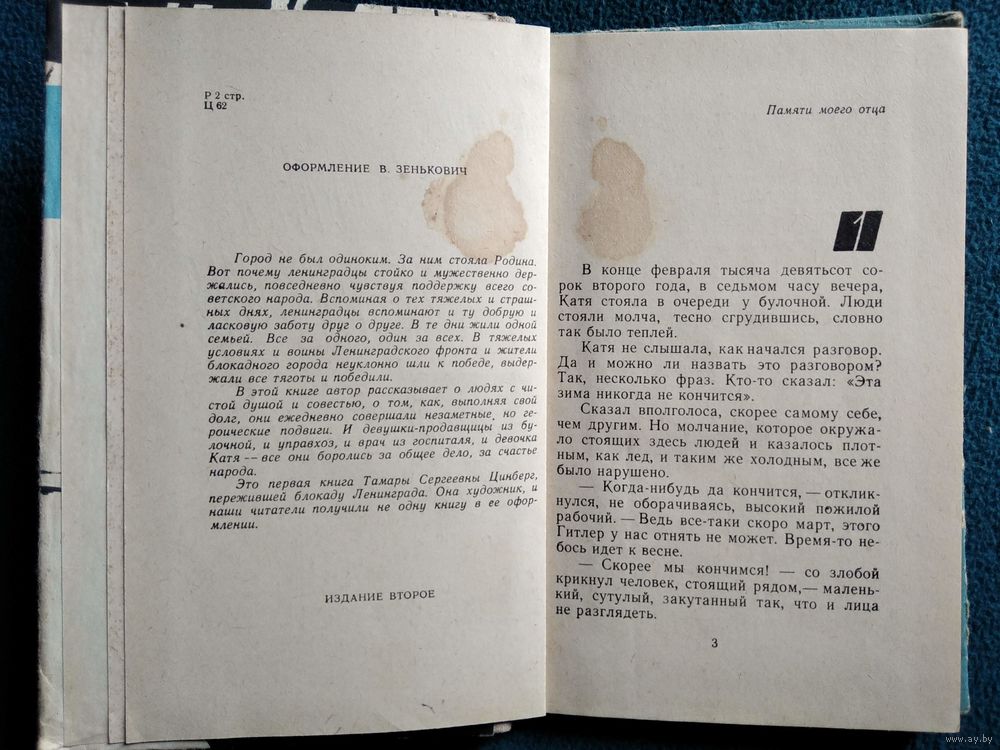 Р 2 стр.
Ц 62
ОФОРМЛЕНИЕ В. ЗЕНЬКОВИЧ
Город не был одиноким. За ним стояла Родина.
Вот почему ленинградцы стойко и мужественно дер-
жались, повседневно чувствуя поддержку всего со-
ветского народа. Вспоминая о тех тяжелых и страш-
ных днях, ленинградцы вспоминают и ту добрую и
ласковую заботу друг о друге. В те дни жили одной
семьей. Все за одного, один за всех. В тяжелых
условиях и воины Ленинградского фронта и жители
блокадного города неуклонно шли к победе, выдер-
жали все тяготы и победили.
В этой книге автор рассказывает о людях с чи-
стой душой и совестью, о том, как, выполняя свой
долг, они ежедневно совершали незаметные, но ге-
роические подвиги. И девушки-продавщицы из бу-
лочной, и управхоз, и врач из госпиталя, и девочка
Катя — все они боролись за общее дело, за счастье
народа.
Это первая книга Тамары Сергеевны Цинберг,
пережившей блокаду Ленинграда. Она художник, и
наши читатели получили не одну книгу в ее офор-
млении.
ИЗДАНИЕ ВТОРОЕ
Памяти моего отца
1
В конце февраля тысяча девятьсот со-
рок второго года, в седьмом часу вечера,
Катя стояла в очереди у булочной. Люди
стояли молча, тесно сгрудившись, словно
так было теплей.
Катя не слышала, как начался разговор.
Да и можно ли назвать это разговором?
Так, несколько фраз. Кто-то сказал: «Эта
зима никогда не кончится».
Сказал вполголоса, скорее самому себе,
чем другим. Но молчание, которое окружа-
ло стоящих здесь людей и казалось плот-
ным, как лед, и таким же холодным, все же
было нарушено.
— Когда-нибудь да кончится, — отклик-
нулся, не оборачиваясь, высокий пожилой
рабочий. — Ведь все-таки скоро март, этого
Гитлер у нас отнять не может. Время-то не-
бось идет к весне.
— Скорее мы кончимся! — со злобой
крикнул человек, стоящий рядом,— малень-
кий, сутулый, закутанный так, что и лица
не разглядеть.
3
www.ay.by